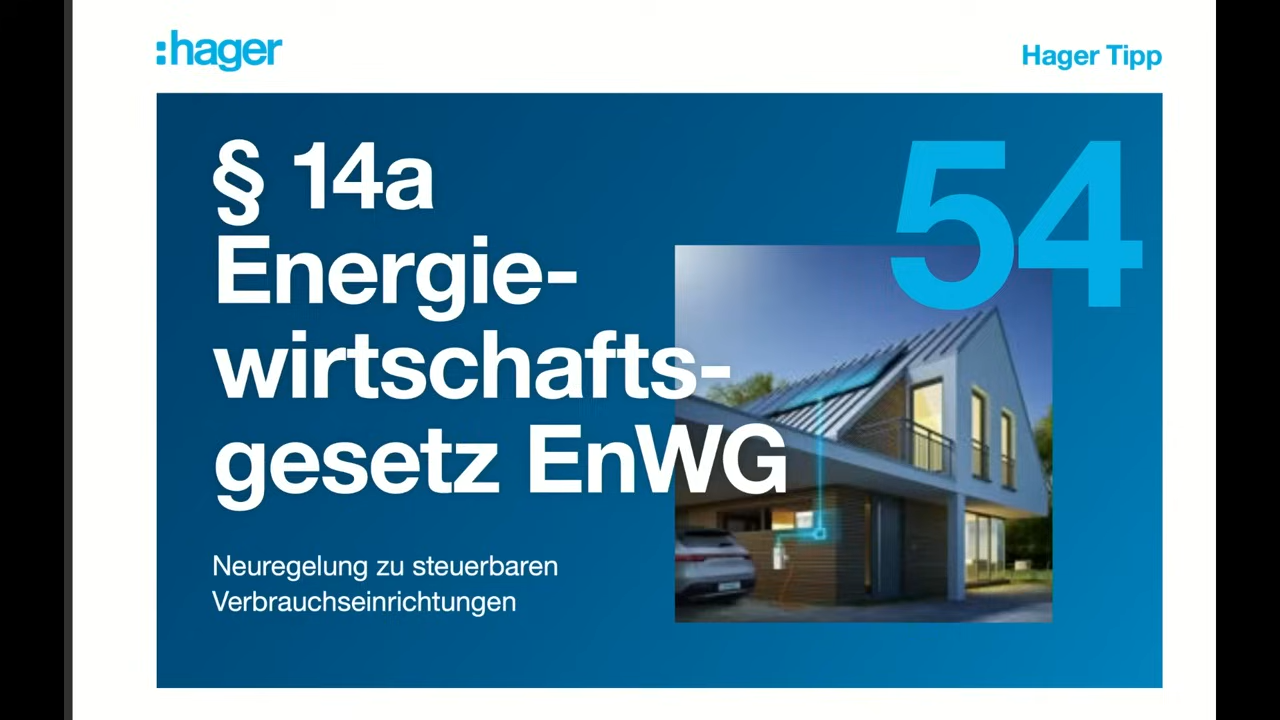 :hager
Hager Tipp
54
§ 14a
Energie-
wirtschafts-
gesetz EnWG
Neuregelung zu steuerbaren
Verbrauchseinrichtungen